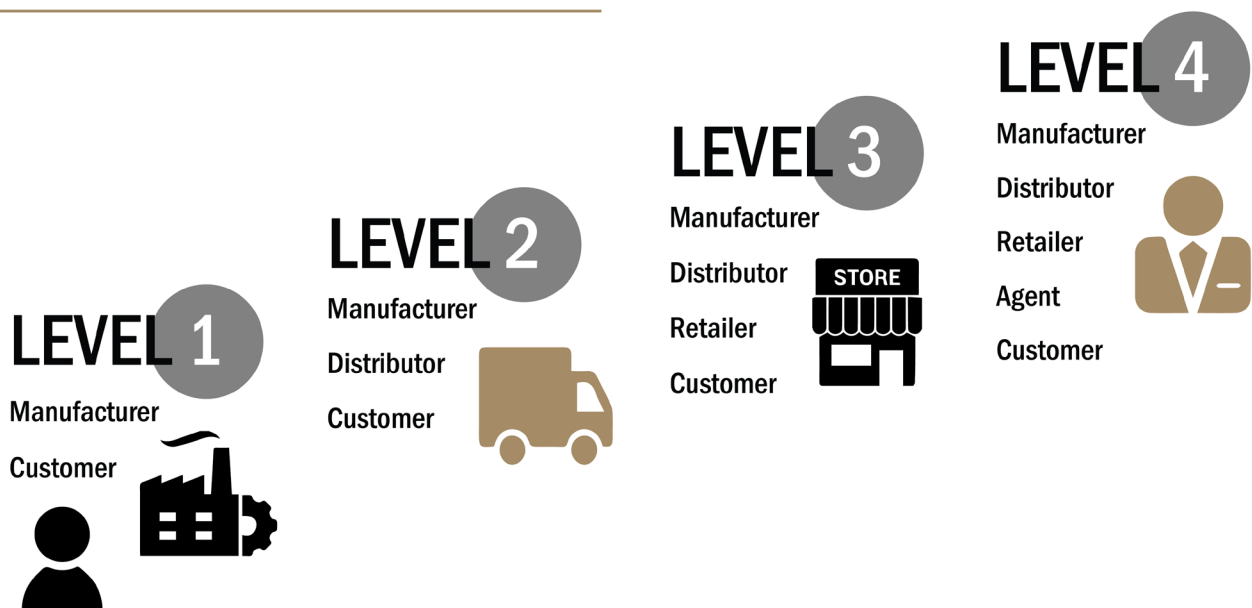 LEVEL 1
Manufacturer
Customer
LEVEL 2
Manufacturer
Distributor
Customer
LEVEL 3
Manufacturer
Distributor
Retailer
Customer
STORE
LEVEL 4
Manufacturer
Distributor
Retailer
Agent
Customer